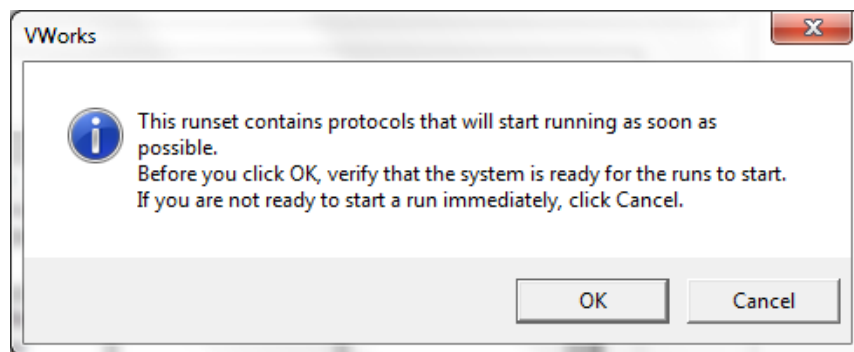 VWorks
This runset contains protocols that will start running as soon as
possible.
Before you click OK, verify that the system is ready for the runs to start.
If you are not ready to start a run immediately, click Cancel.
OK
Cancel